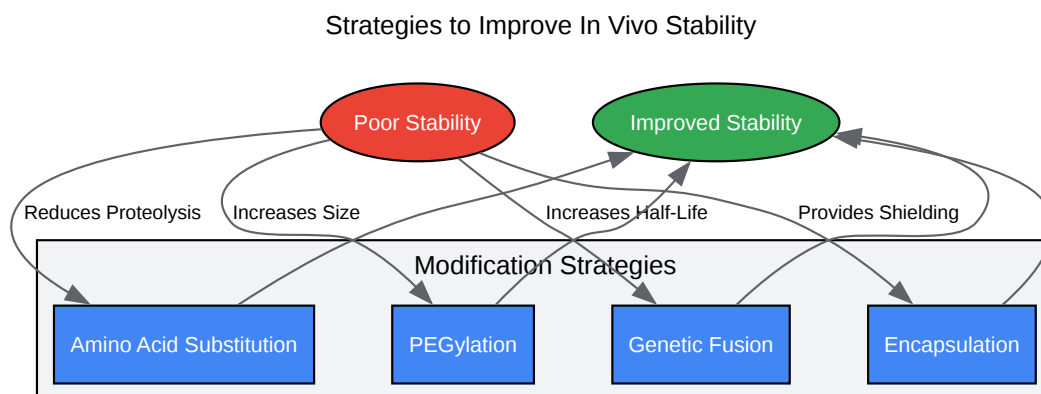 Strategies to Improve In Vivo Stability
Poor Stability
Improved Stability
Reduces Proteolysis
Increases Size
Increases Half-Life
Provides Shielding
Modification Strategies
Amino Acid Substitution
PEGylation
Genetic Fusion
Encapsulation